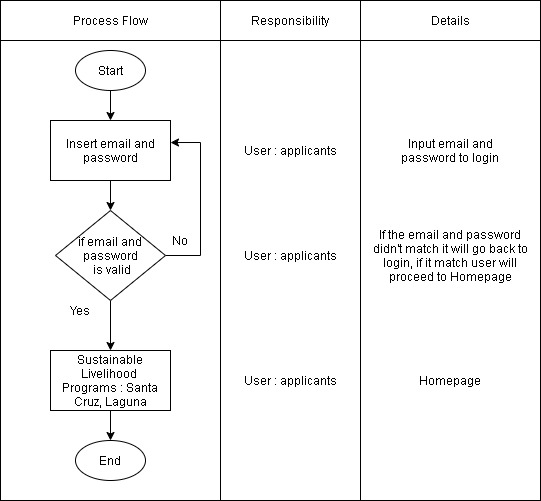 Process Flow
Responsibility
Details
Start
Insert email and
password
User : applicants
Input email and
password to login
if email and
password
is valid
No
User : applicants
If the email and password
didn't match it will go back to
login, if it match user will
proceed to Homepage
Yes
Sustainable
Livelihood
Programs : Santa
Cruz, Laguna
User : applicants
Homepage
End